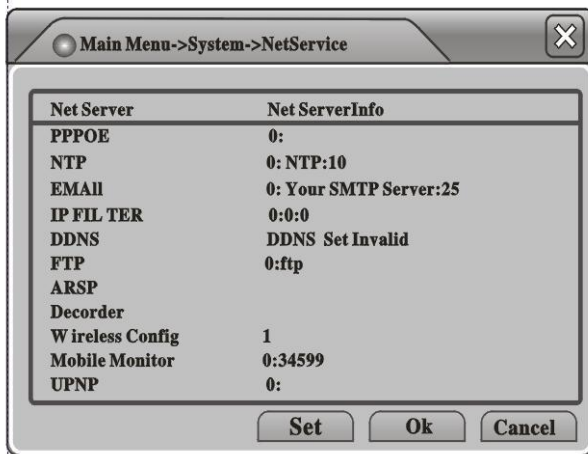 Main Menu->System->NetService
Net Server Net ServerInfo
PPPOE 0:
NTP 0: NTP:10
EMAll 0: Your SMTP Server:25
IP FIL TER 0:0:0
DDNS DDNS Set Invalid
FTP 0:ftp
ARSP
Decorder
W ireless Config 1
Mobile Monitor 0:34599
UPNP 0:
Set Ok Cancel